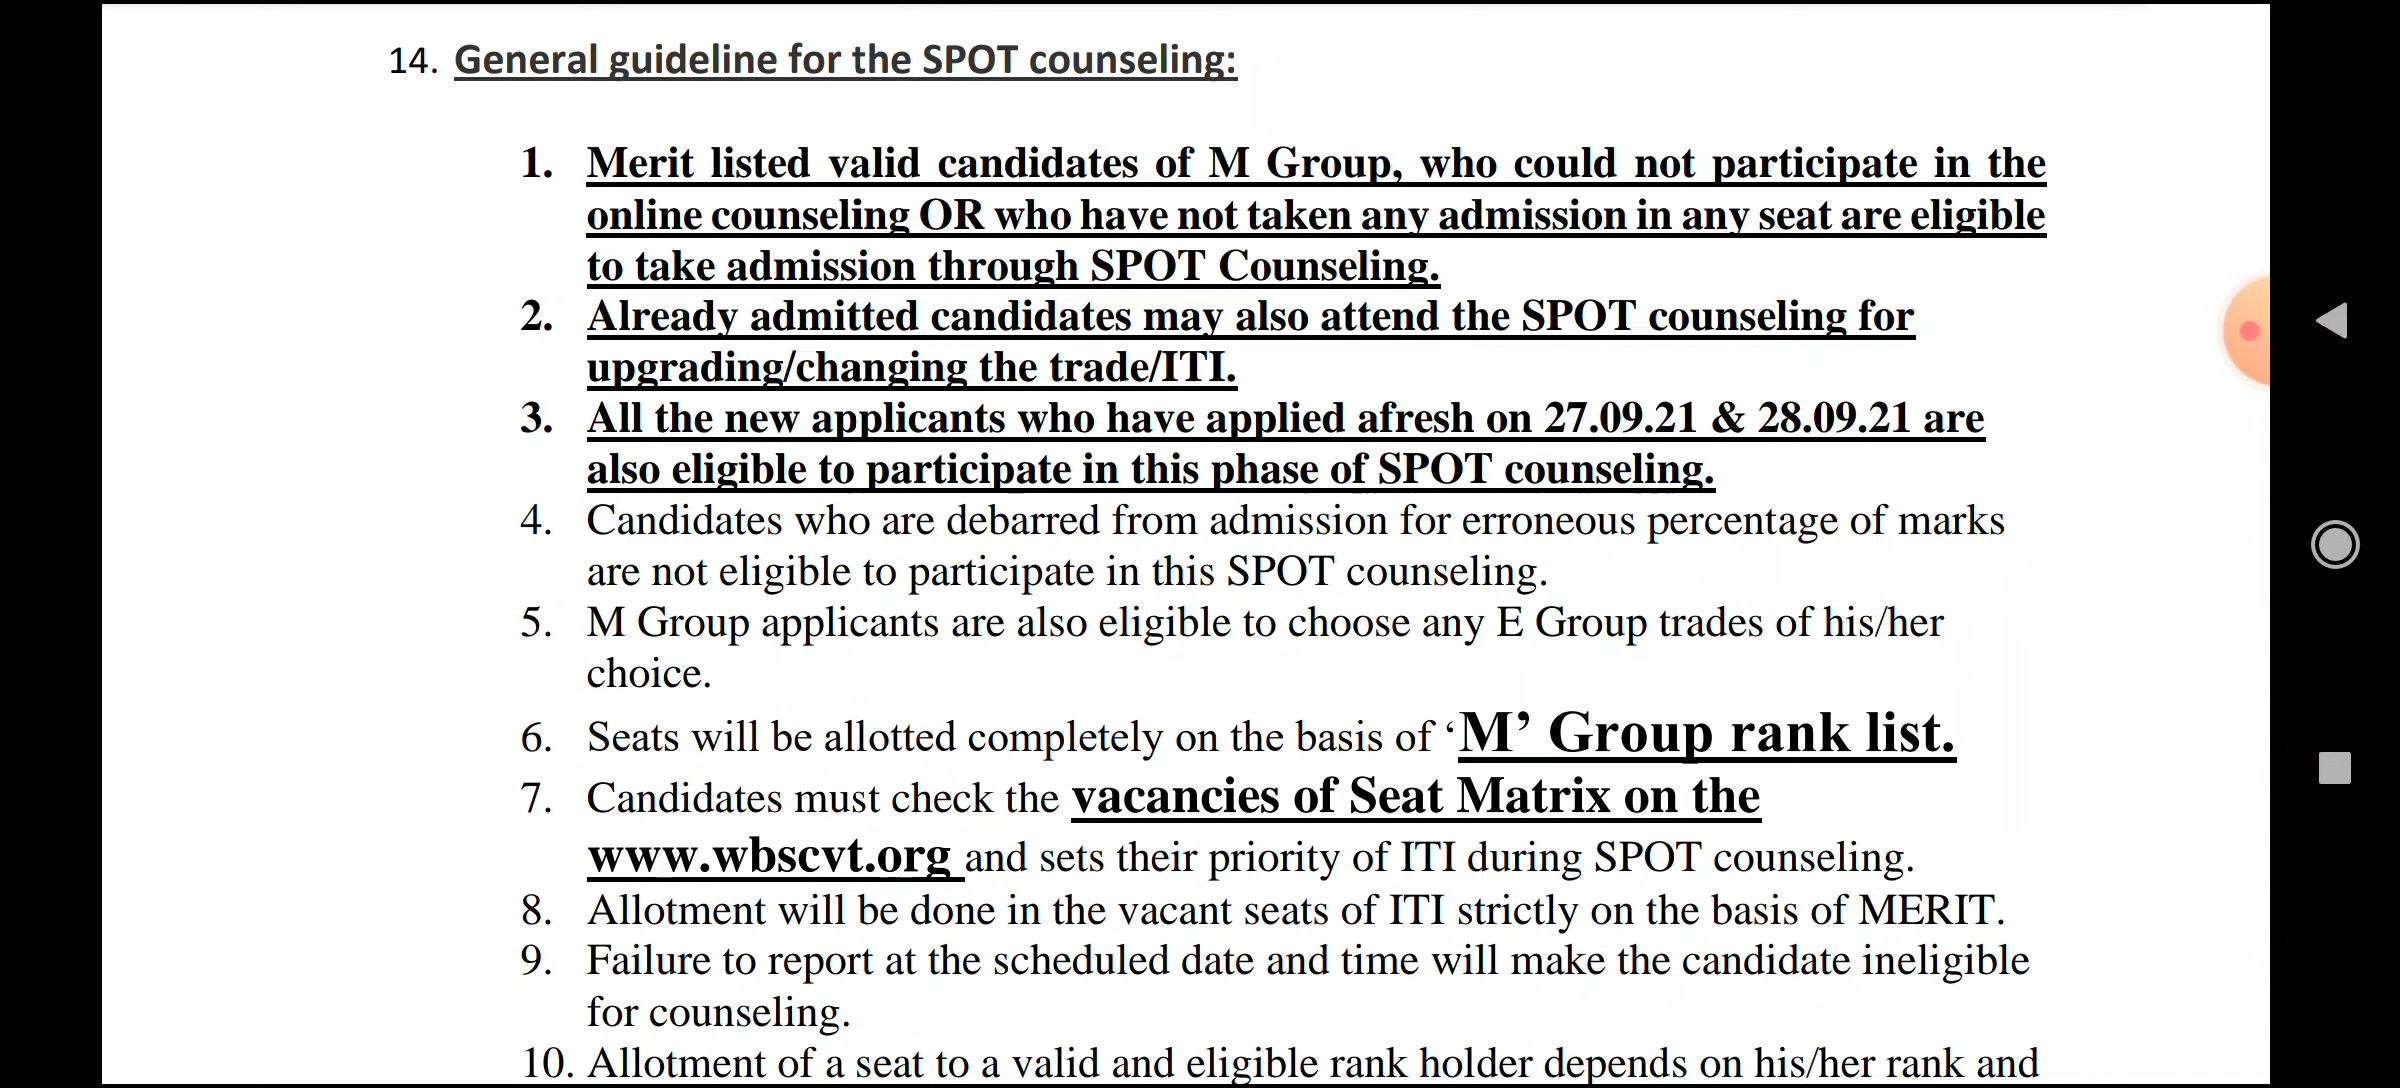 14. General guideline for the SPOT counseling:
1. Merit listed valid candidates of M Group, who could not participate in the
online counseling OR who have not taken any admission in any seat are eligible
to take admission through SPOT Counseling.
2. Already admitted candidates may also attend the SPOT counseling for
upgrading/changing the trade/ITI.
3. All the new applicants who have applied afresh on 27.09.21 & 28.09.21 are
also eligible to participate in this phase of SPOT counseling.
4. Candidates who are debarred from admission for erroneous percentage of marks
are not eligible to participate in this SPOT counseling.
5. M Group applicants are also eligible to choose any E Group trades of his/her
choice.
6. Seats will be allotted completely on the basis of ‘M’ Group rank list.
7. Candidates must check the vacancies of Seat Matrix on the
www.wbscvt.org and sets their priority of ITI during SPOT counseling.
8. Allotment will be done in the vacant seats of ITI strictly on the basis of MERIT.
9. Failure to report at the scheduled date and time will make the candidate ineligible
for counseling.
10. Allotment of a seat to a valid and eligible rank holder depends on his/her rank and